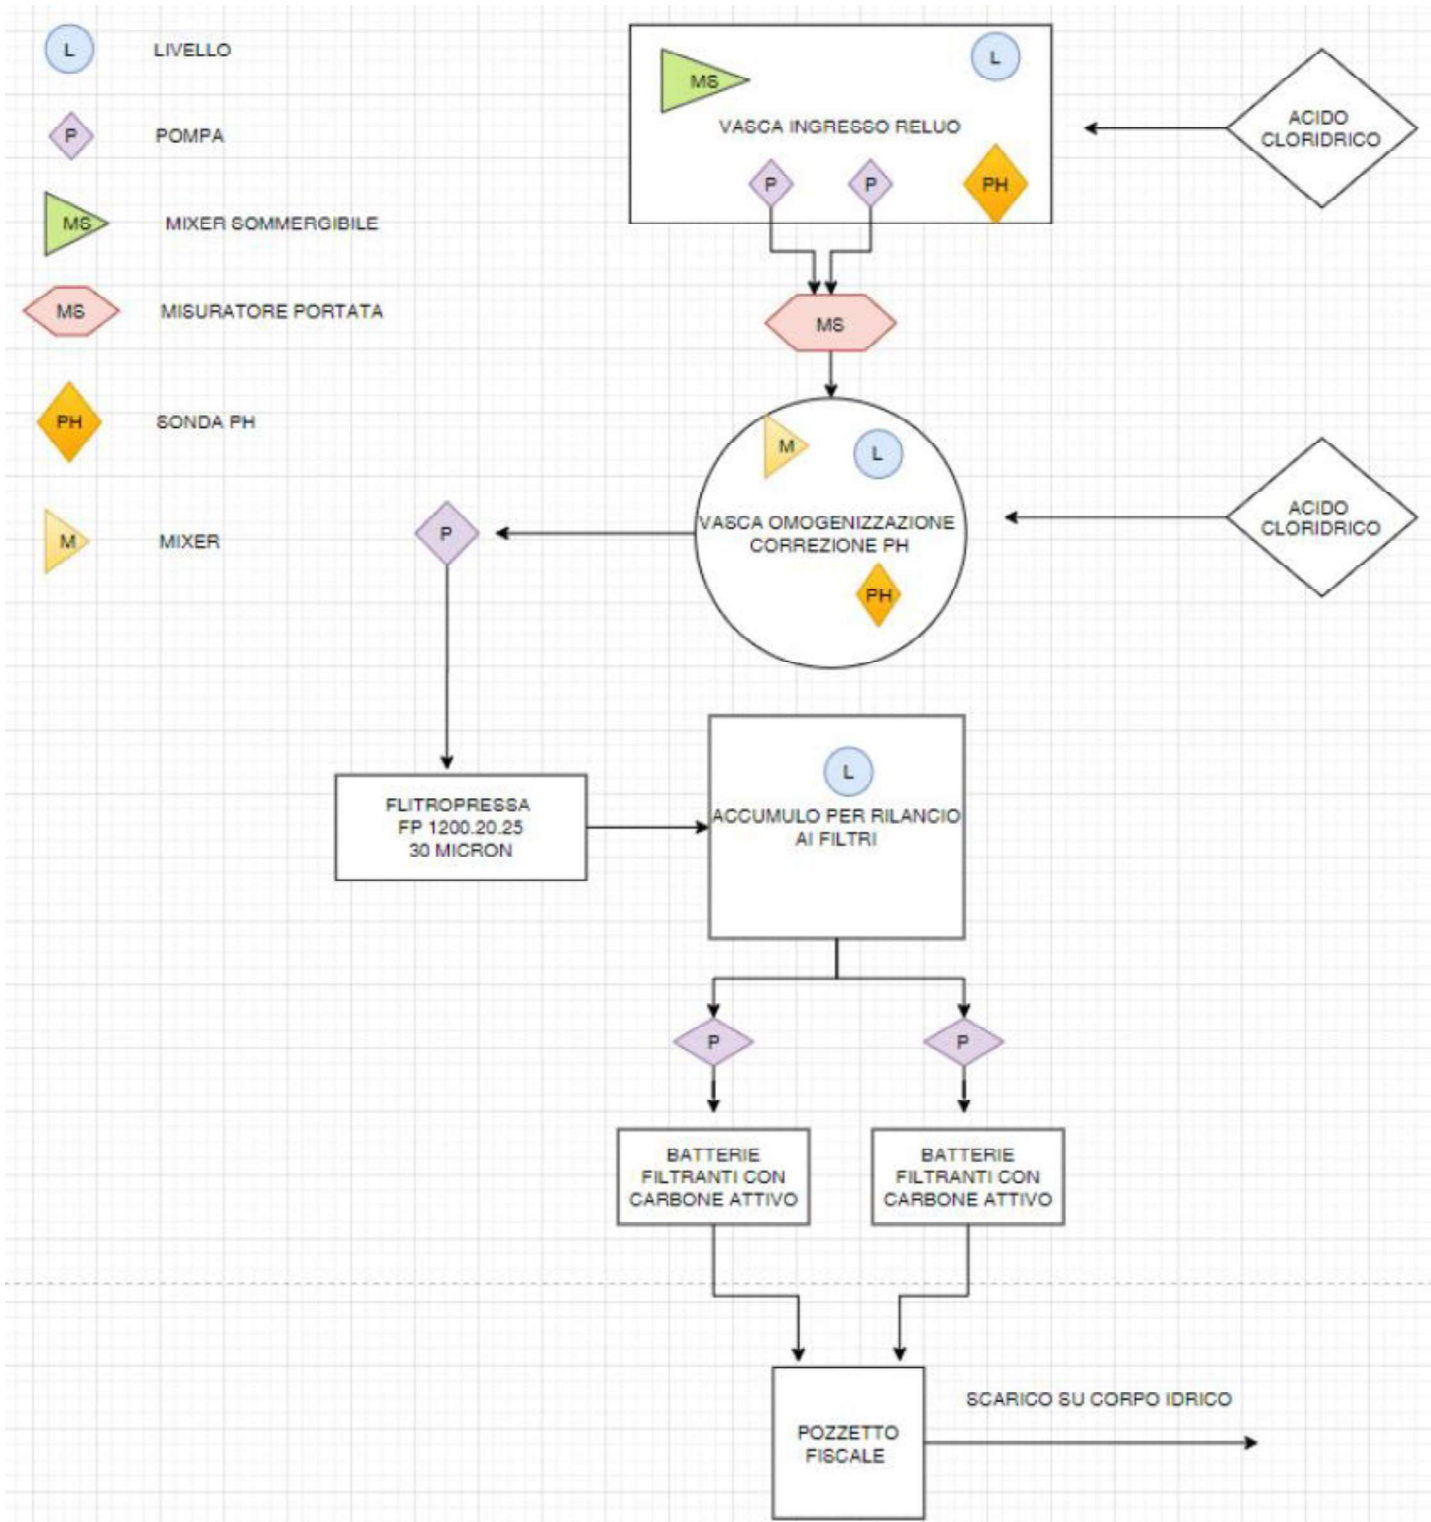 L LIVELLO
P POMPA
MS MIXER SOMMERGIBILE
MS MISURATORE PORTATA
PH SONDA PH
M MIXER
MS
L
VASCA INGRESSO RELUO
P
P
PH
ACIDO
CLORIDRICO
MS
M
L
VASCA OMOGENIZZAZIONE
CORREZIONE PH
PH
ACIDO
CLORIDRICO
P
FLITROPRESSA
FP 1200.20.25
30 MICRON
L
ACCUMULO PER RILANCIO
AI FILTRI
P
P
BATTERIE
FILTRANTI CON
CARBONE ATTIVO
BATTERIE
FILTRANTI CON
CARBONE ATTIVO
POZZETTO
FISCALE
SCARICO SU CORPO IDRICO